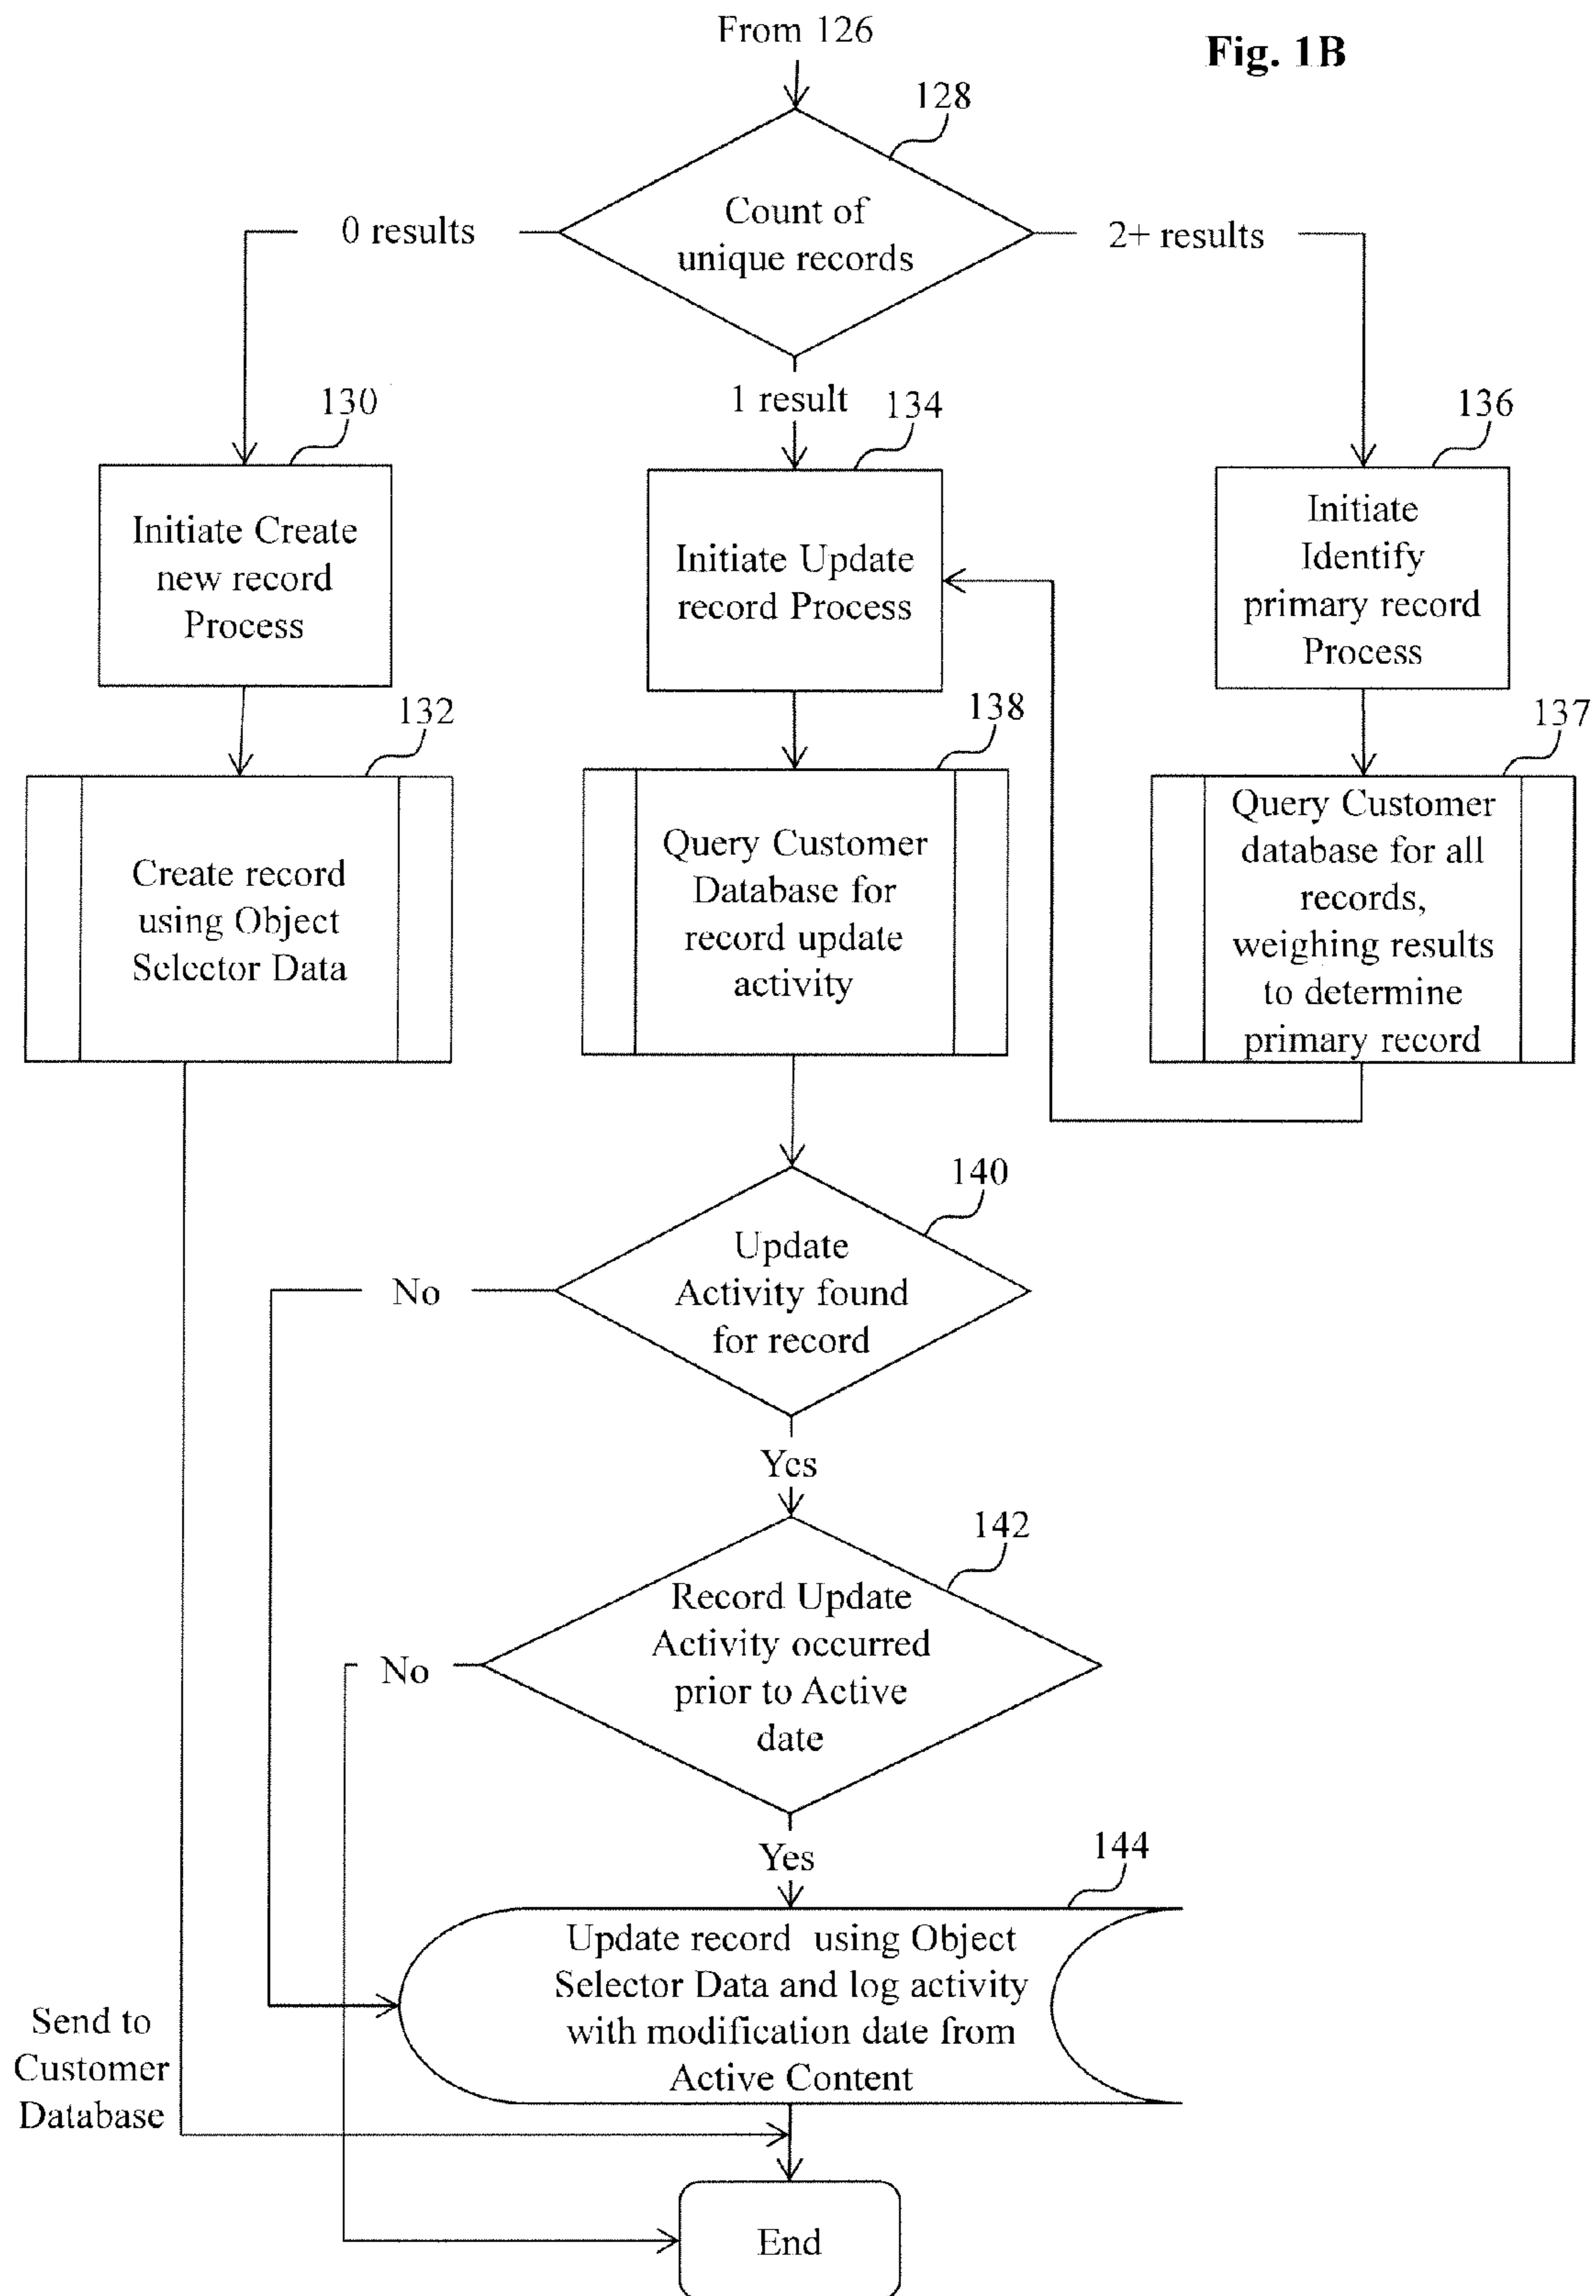 From 126
Fig. 1B
128
Count of
unique records
0 results
2+ results
1 result
130
134
136
Initiate Create
new record
Process
Initiate Update
record Process
Initiate
Identify
primary record
Process
132
138
137
Create record
using Object
Selector Data
Query Customer
Database for
record update
activity
Query Customer
database for all
records,
weighing results
to determine
primary record
140
Update
Activity found
for record
No
Yes
142
Record Update
Activity occurred
prior to Active
date
No
Yes
144
Update record using Object
Selector Data and log activity
with modification date from
Active Content
Send to
Customer
Database
End